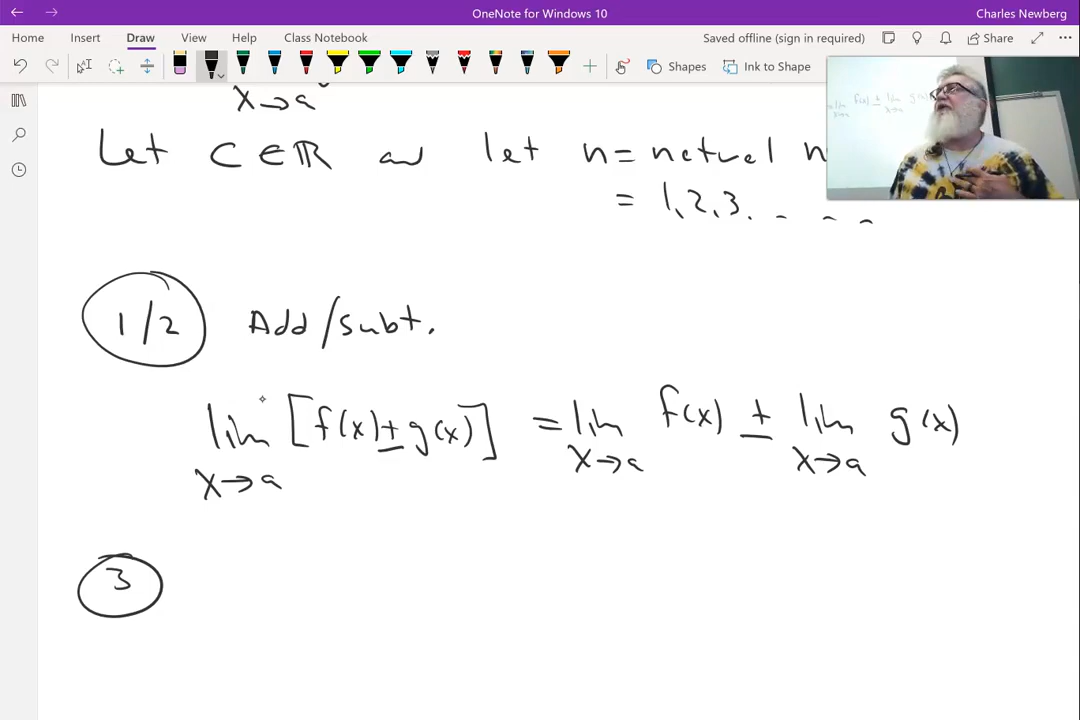 OneNote for Windows 10
Charles Newberg
Home Insert Draw View Help Class Notebook
Saved offline (sign in required)
Share
Shapes
Ink to Shape
x→a
Let C∈ℝ and let n= netural n
= 1,2,3. - - -
1/2 Add/subt.
lim [f(x)±g(x)] = lim f(x) ± lim g(x)
x→a x→a x→a
3